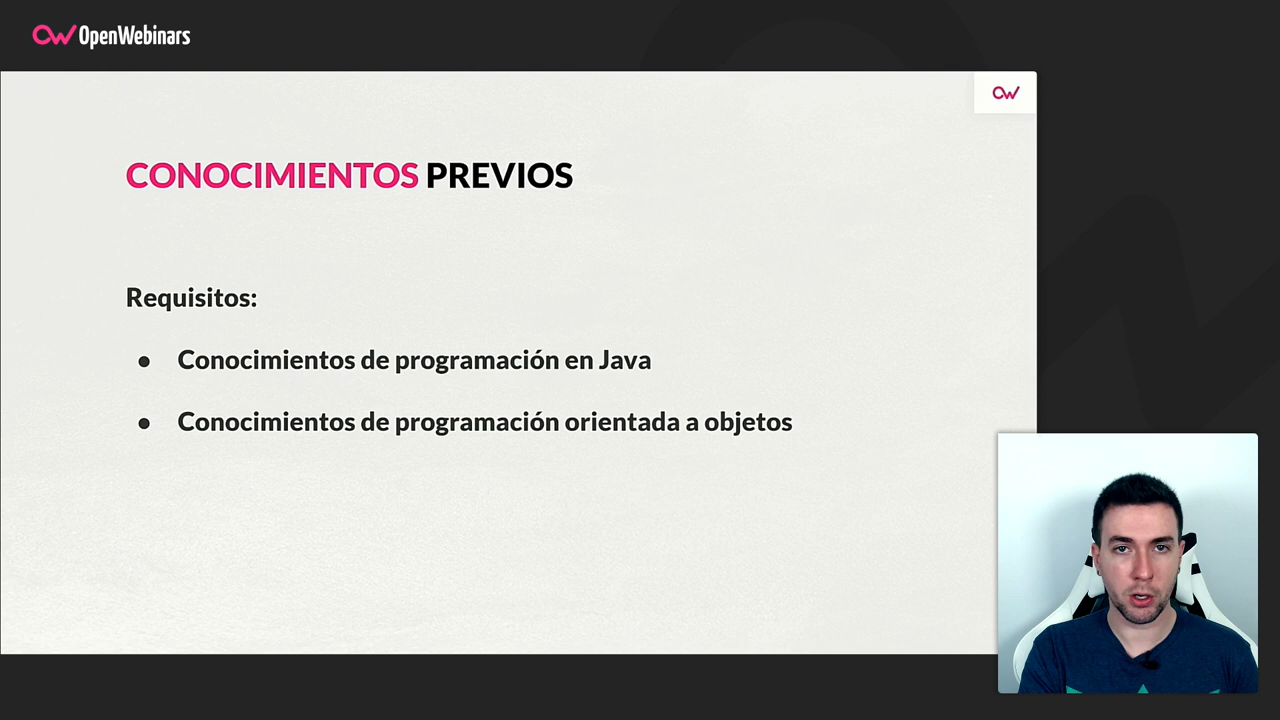 OpenWebinars
CONOCIMIENTOS PREVIOS
Requisitos:
● Conocimientos de programación en Java
● Conocimientos de programación orientada a objetos